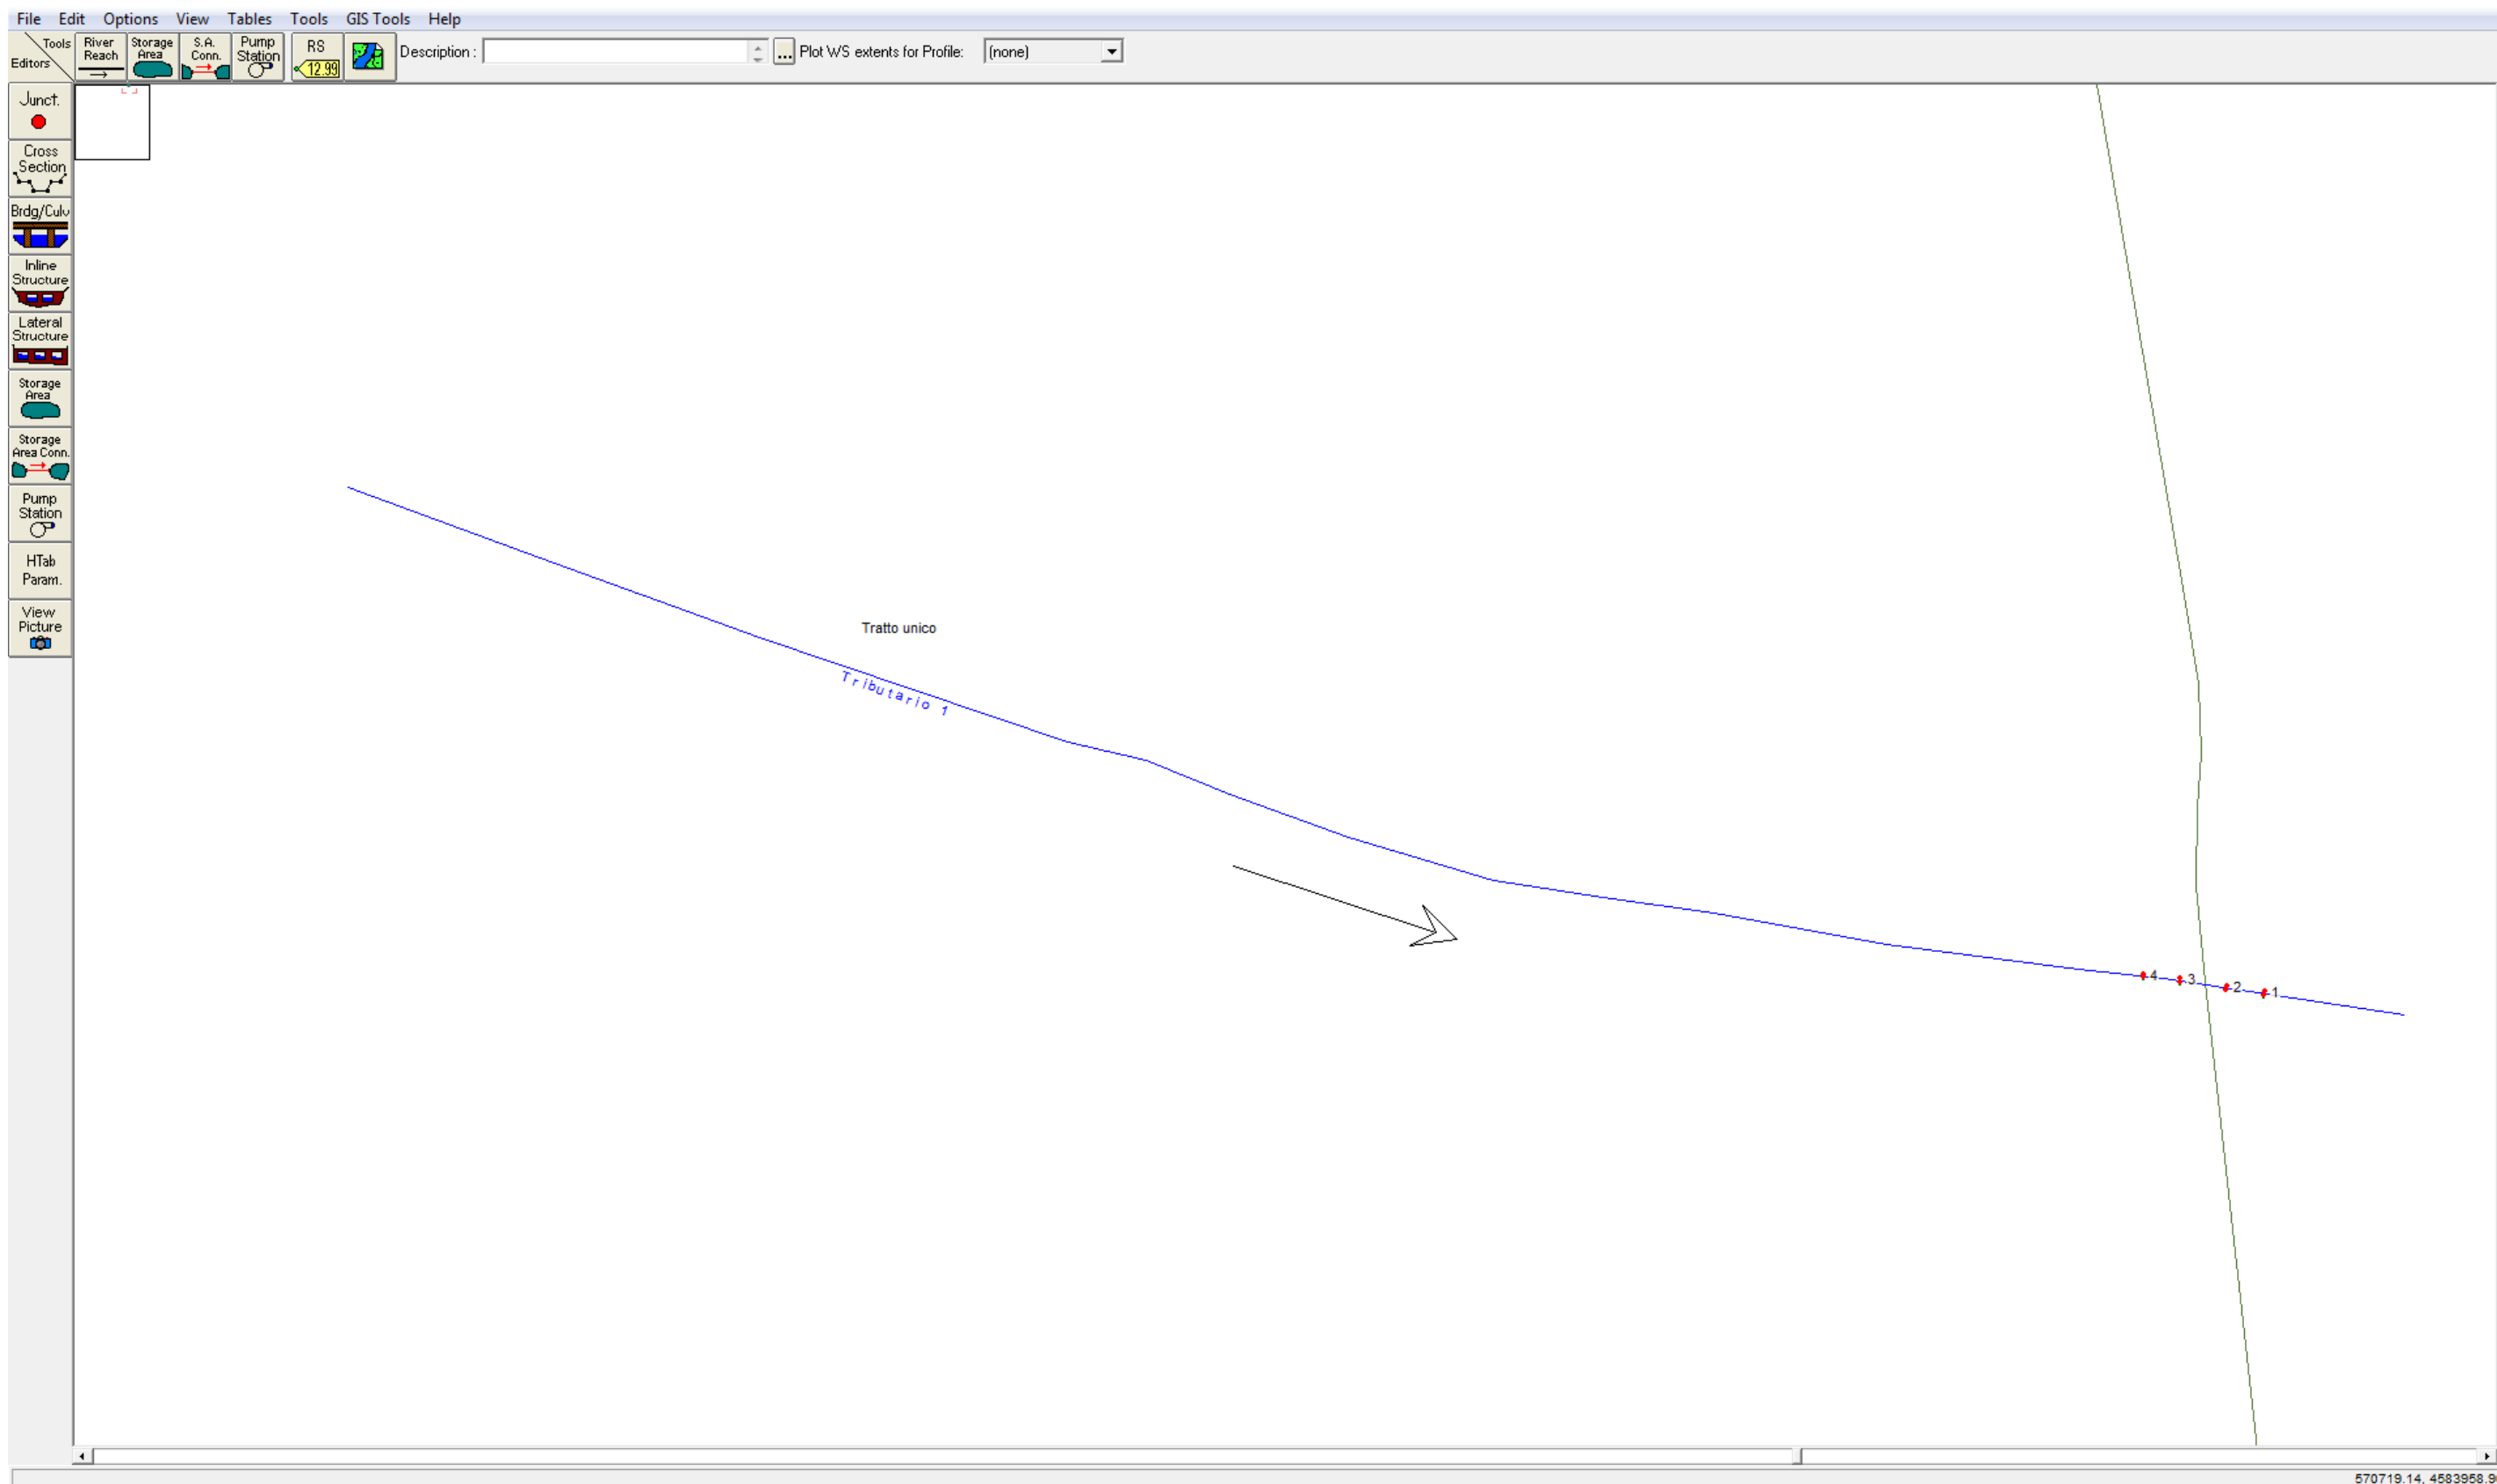 File Edit Options View Tables Tools GIS Tools Help
Tools
Editors
River
Reach
Storage
Area
S.A.
Conn.
Pump
Station
RS
12.99
Description :
... Plot WS extents for Profile:
(none)
Junct.
Cross
Section
Brdg/Culv
Inline
Structure
Lateral
Structure
Storage
Area
Storage
Area Conn.
Pump
Station
HTab
Param.
View
Picture
Tratto unico
Tributario 1
4 3 2 1
570719.14, 4583958.9